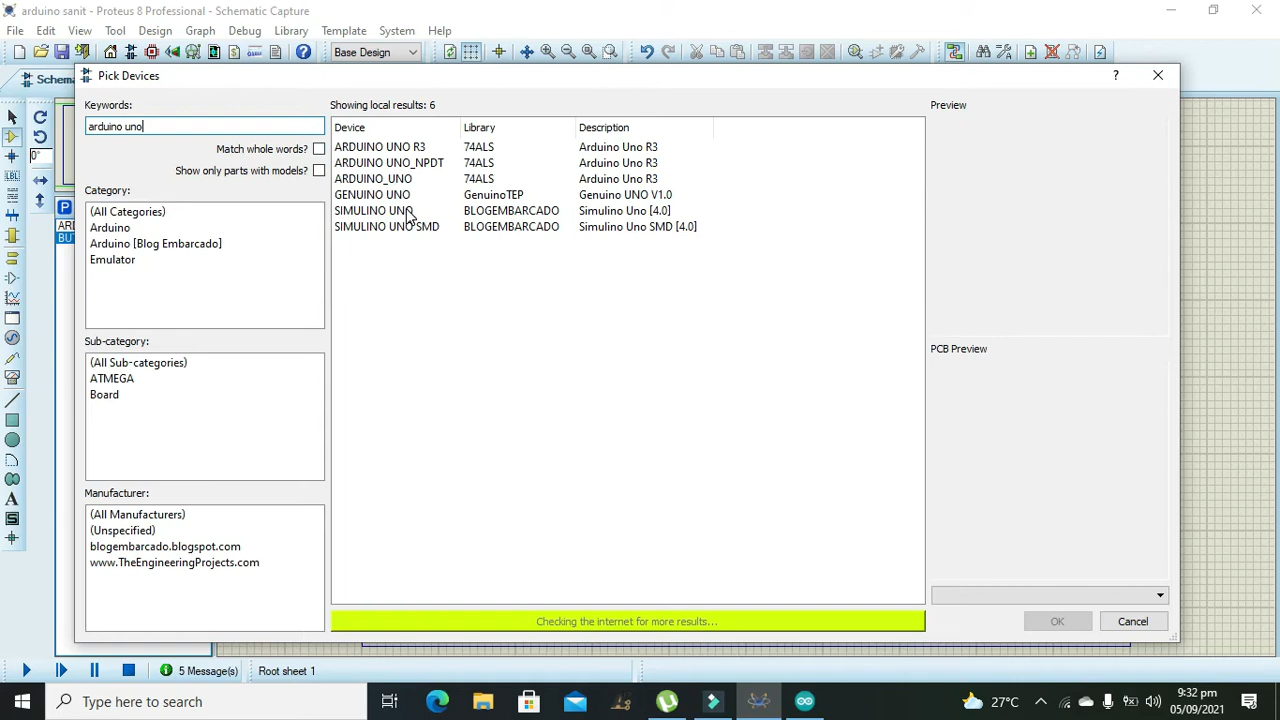 arduino sanit - Proteus 8 Professional - Schematic Capture
File Edit View Tool Design Graph Debug Library Template System Help
Base Design
Schema
Pick Devices
Keywords:
arduino uno
Match whole words?
Show only parts with models?
Category:
(All Categories)
Arduino
Arduino [Blog Embarcado]
Emulator
Sub-category:
(All Sub-categories)
ATMEGA
Board
Manufacturer:
(All Manufacturers)
(Unspecified)
blogembarcado.blogspot.com
www.TheEngineeringProjects.com
Showing local results: 6
Device Library Description
ARDUINO UNO R3 74ALS Arduino Uno R3
ARDUINO UNO_NPDT 74ALS Arduino Uno R3
ARDUINO_UNO 74ALS Arduino Uno R3
GENUINO UNO GenuinoTEP Genuino UNO V1.0
SIMULINO UNO BLOGEMBARCADO Simulino Uno [4.0]
SIMULINO UNO SMD BLOGEMBARCADO Simulino Uno SMD [4.0]
Checking the internet for more results...
Preview
PCB Preview
OK Cancel
0°
LBL
P
AR
BU
A
S
5 Message(s) Root sheet 1
Type here to search
27°C
9:32 pm
05/09/2021